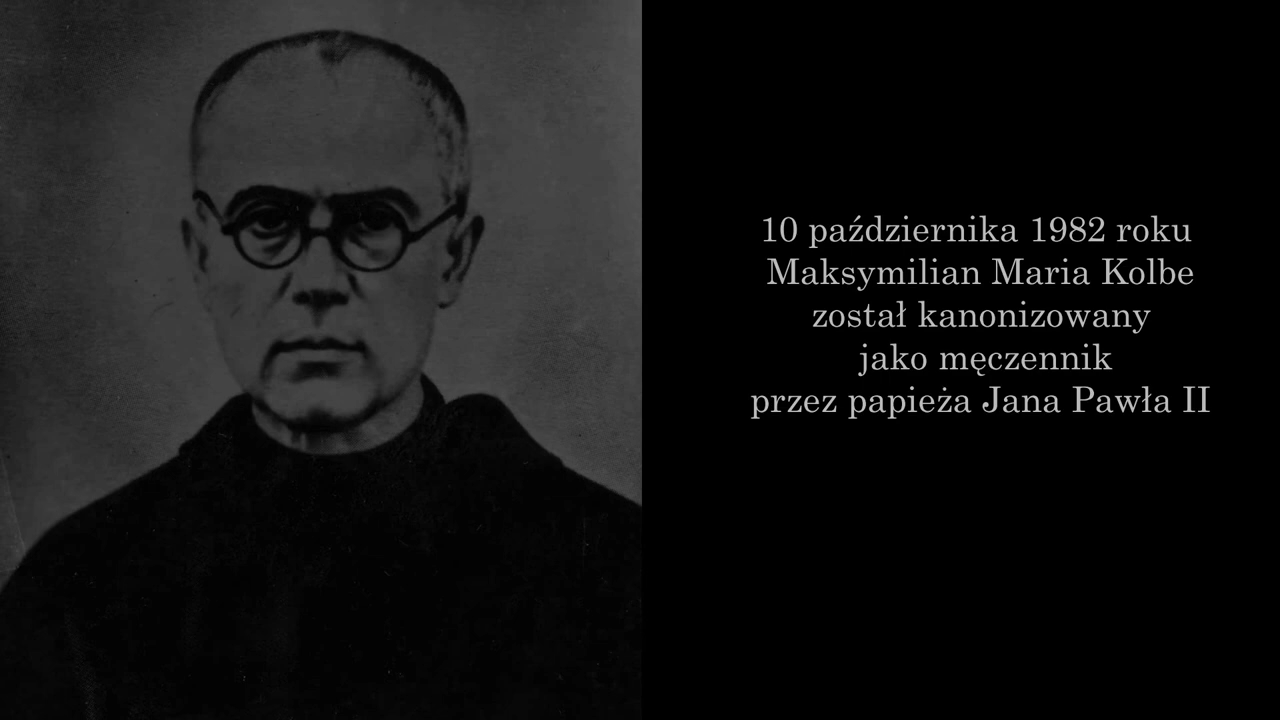 10 października 1982 roku
Maksymilian Maria Kolbe
został kanonizowany
jako męczennik
przez papieża Jana Pawła II